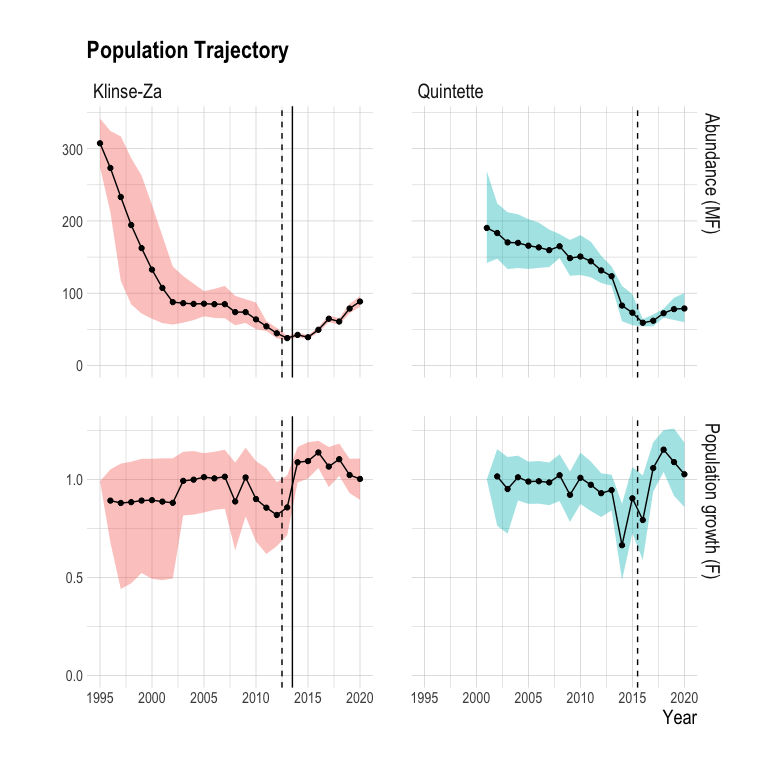 Population Trajectory
Klinse-Za
Quintette
300
200
100
0
Abundance (MF)
1.0
0.5
0.0
Population growth (F)
1995 2000 2005 2010 2015 2020
1995 2000 2005 2010 2015 2020
Year